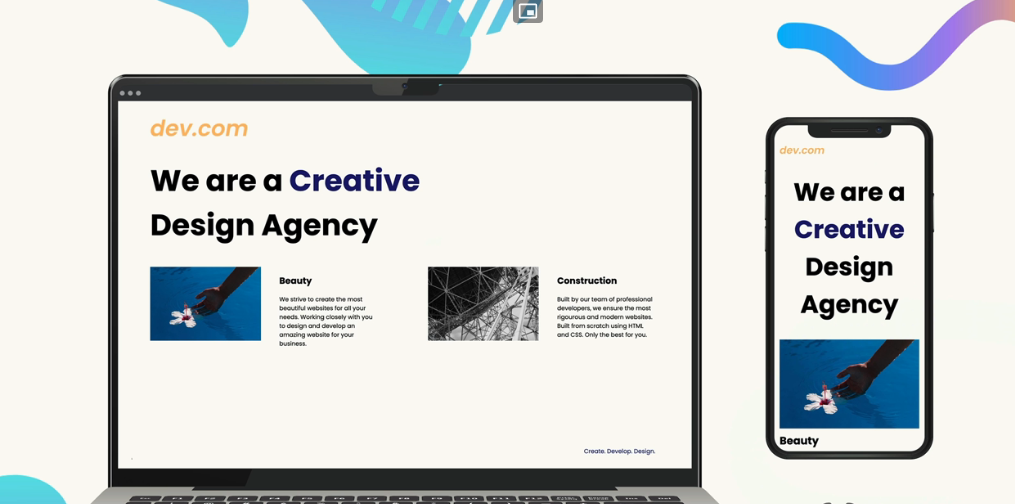 dev.com
We are a Creative
Design Agency
Beauty
We strive to create the most
beautiful websites for all your
needs. Working closely with you
to design and develop an
amazing website for your
business.
Construction
Built by our team of professional
developers, we ensure the most
rigourous and modern websites.
Built from scratch using HTML
and CSS. Only the best for you.
Create. Develop. Design.
dev.com
We are a
Creative
Design
Agency
Beauty